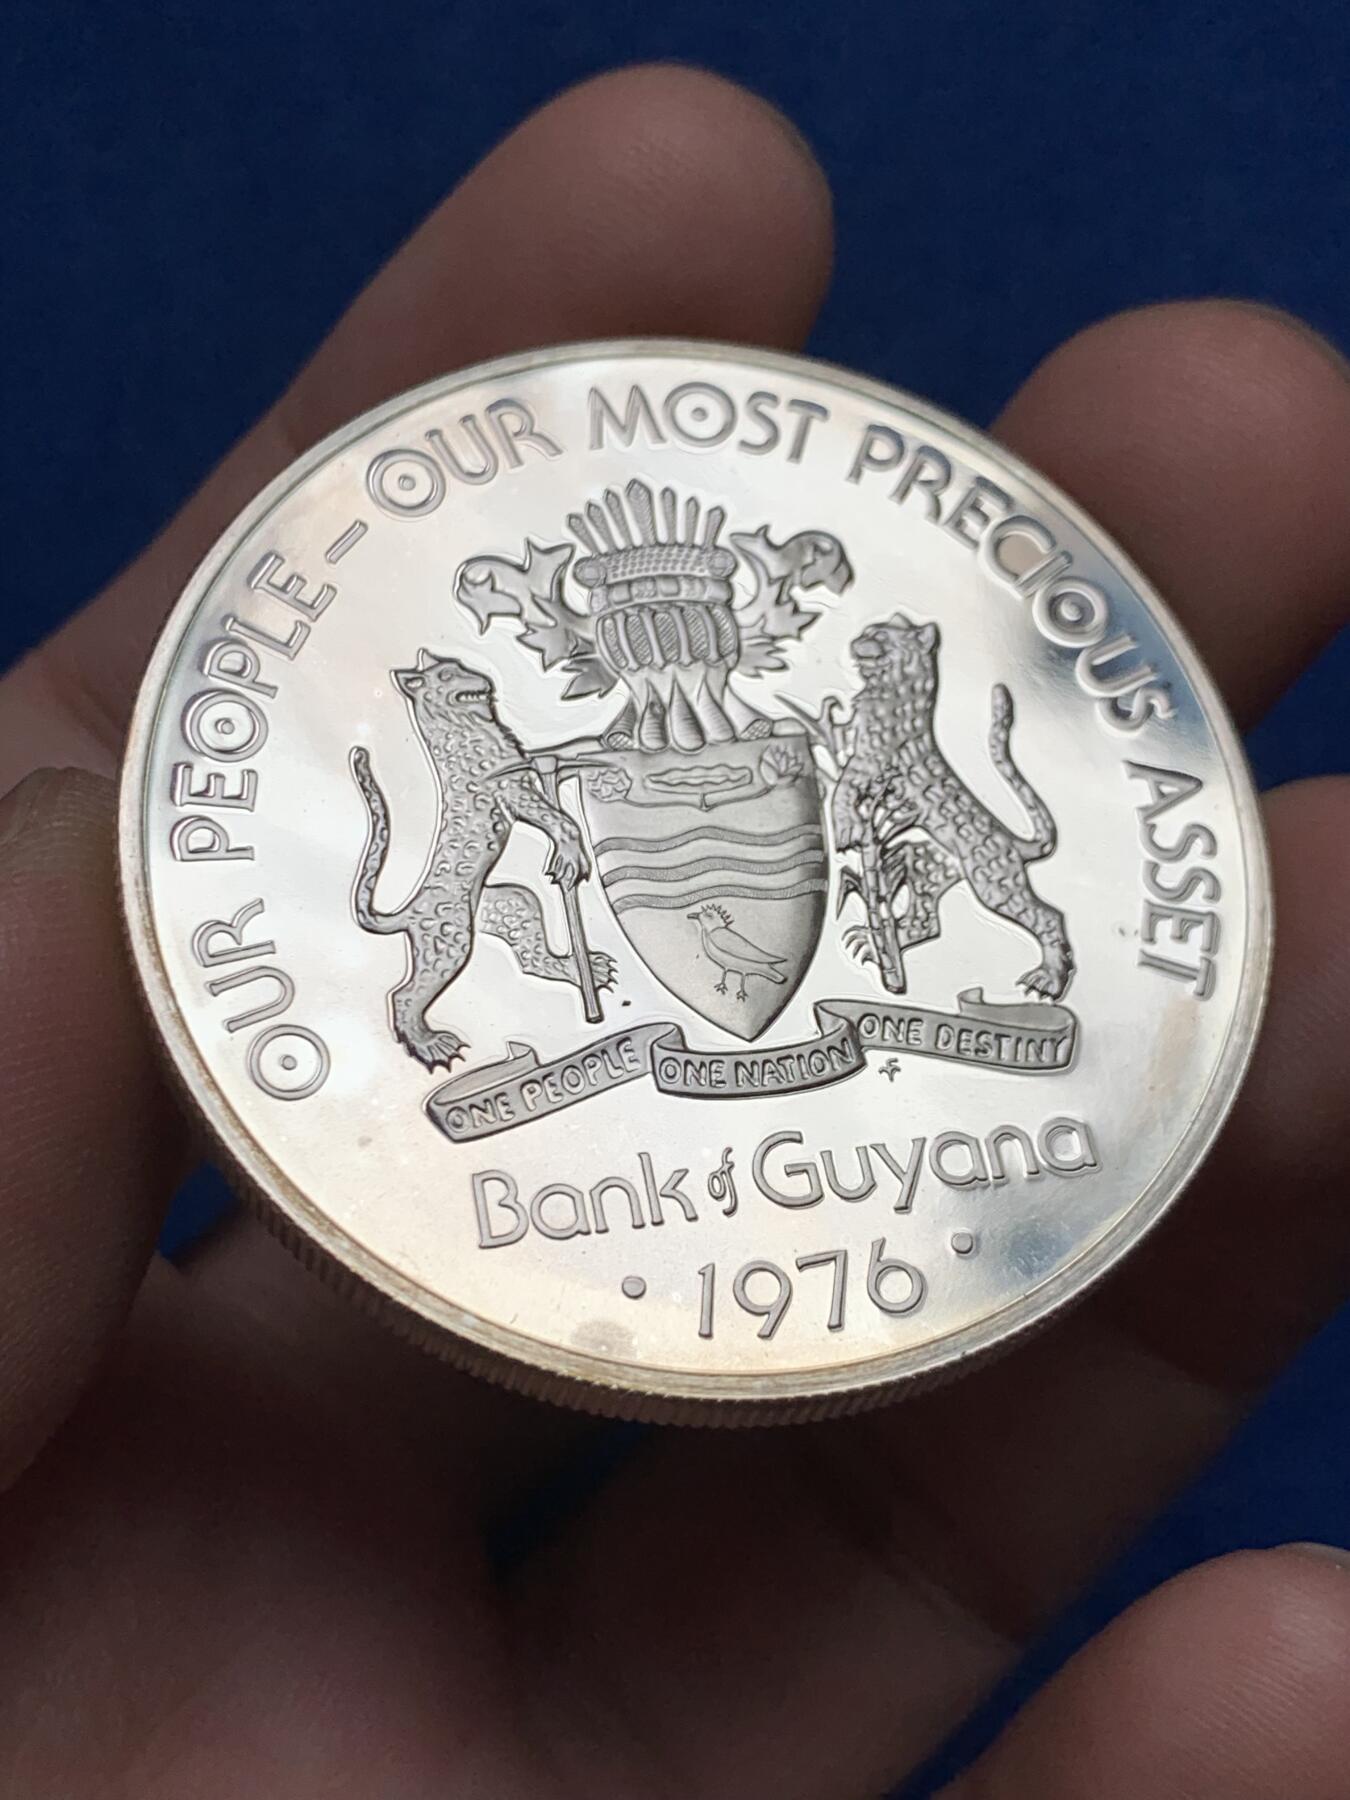 OUR PEOPLE – OUR MOST PRECIOUS ASSET
ONE PEOPLE ONE NATION ONE DESTINY
Bank of Guyana
• 1976 •